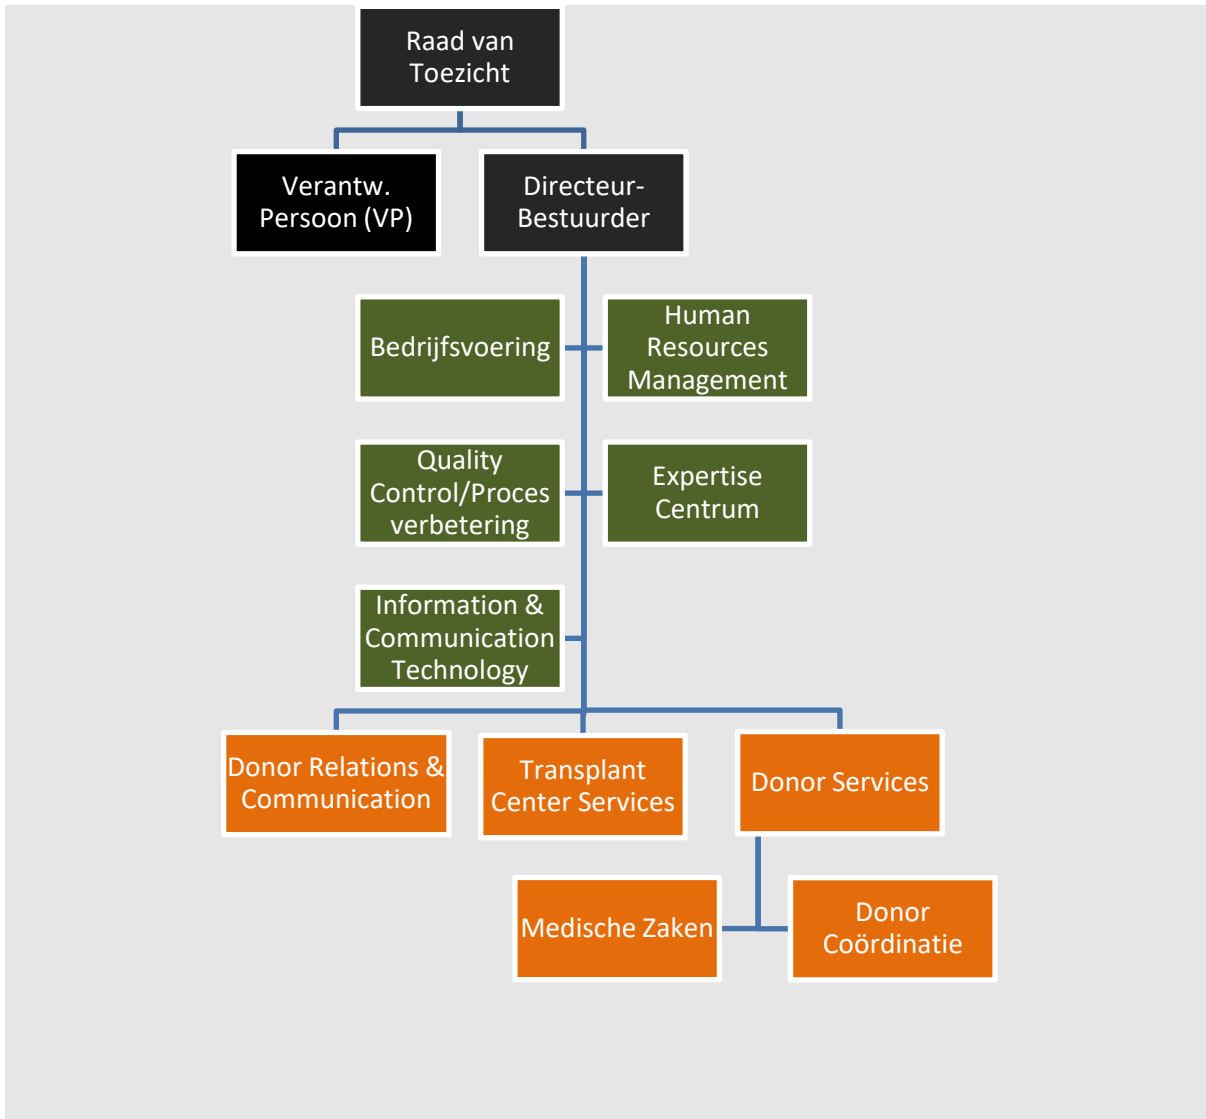 Raad van
Toezicht
Verantw.
Persoon (VP)
Directeur-
Bestuurder
Bedrijfsvoering
Human
Resources
Management
Quality
Control/Proces
verbetering
Expertise
Centrum
Information &
Communication
Technology
Donor Relations &
Communication
Transplant
Center Services
Donor Services
Medische Zaken
Donor
Coördinatie